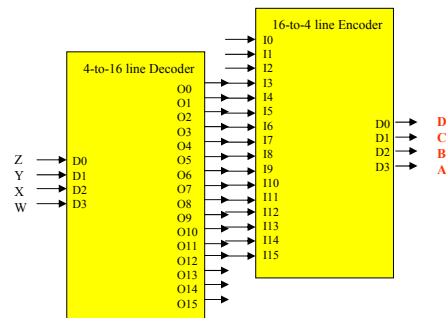 16-to-4 line Encoder
I0
I1
I2
I3
I4
I5
I6
I7
I8
I9
I10
I11
I12
I13
I14
I15
D0
D1
D2
D3
D
C
B
A
4-to-16 line Decoder
O0
O1
O2
O3
O4
O5
O6
O7
O8
O9
O10
O11
O12
O13
O14
O15
Z
Y
X
W
D0
D1
D2
D3